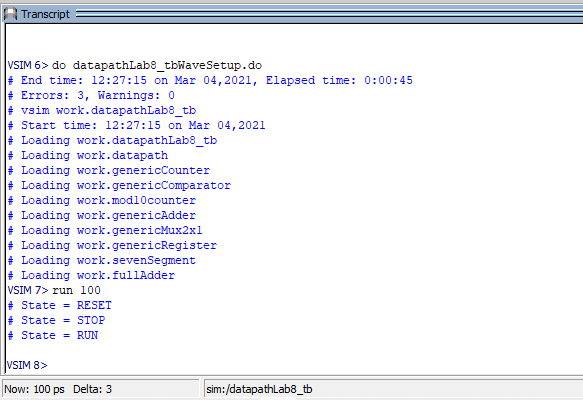 Transcript
VSIM 6> do datapathLab8_tbWaveSetup.do
# End time: 12:27:15 on Mar 04,2021, Elapsed time: 0:00:45
# Errors: 3, Warnings: 0
# vsim work.datapathLab8_tb
# Start time: 12:27:15 on Mar 04,2021
# Loading work.datapathLab8_tb
# Loading work.datapath
# Loading work.genericCounter
# Loading work.genericComparator
# Loading work.mod10counter
# Loading work.genericAdder
# Loading work.genericMux2x1
# Loading work.genericRegister
# Loading work.sevenSegment
# Loading work.fullAdder
VSIM 7> run 100
# State = RESET
# State = STOP
# State = RUN
VSIM 8>
Now: 100 ps Delta: 3 sim:/datapathLab8_tb